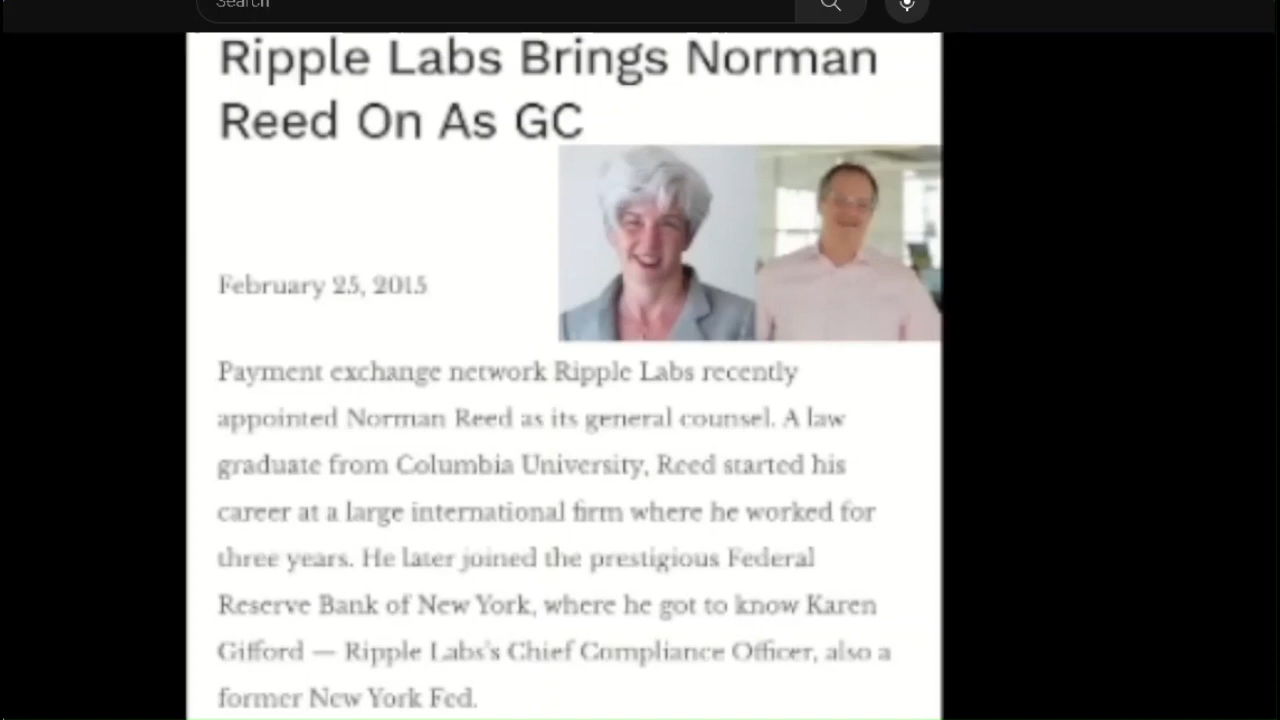 Search
Ripple Labs Brings Norman
Reed On As GC
February 25, 2015
Payment exchange network Ripple Labs recently
appointed Norman Reed as its general counsel. A law
graduate from Columbia University, Reed started his
career at a large international firm where he worked for
three years. He later joined the prestigious Federal
Reserve Bank of New York, where he got to know Karen
Gifford — Ripple Labs's Chief Compliance Officer, also a
former New York Fed.